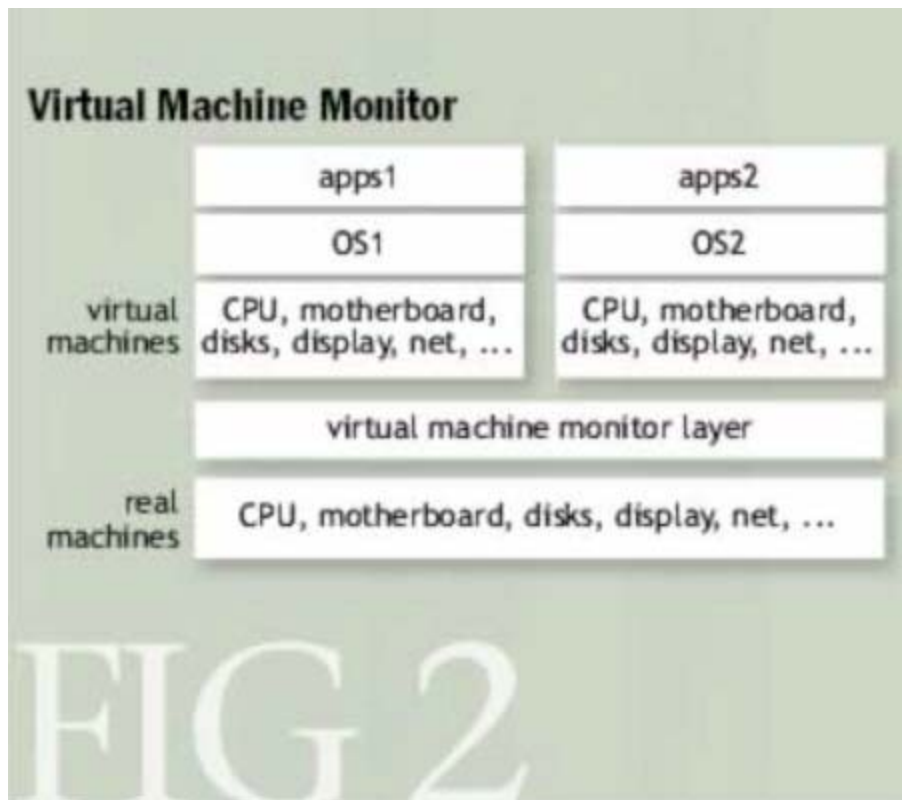 Virtual Machine Monitor
apps1
apps2
OS1
OS2
virtual
machines
CPU, motherboard,
disks, display, net, ...
CPU, motherboard,
disks, display, net, ...
virtual machine monitor layer
real
machines
CPU, motherboard, disks, display, net, ...
FIG 2